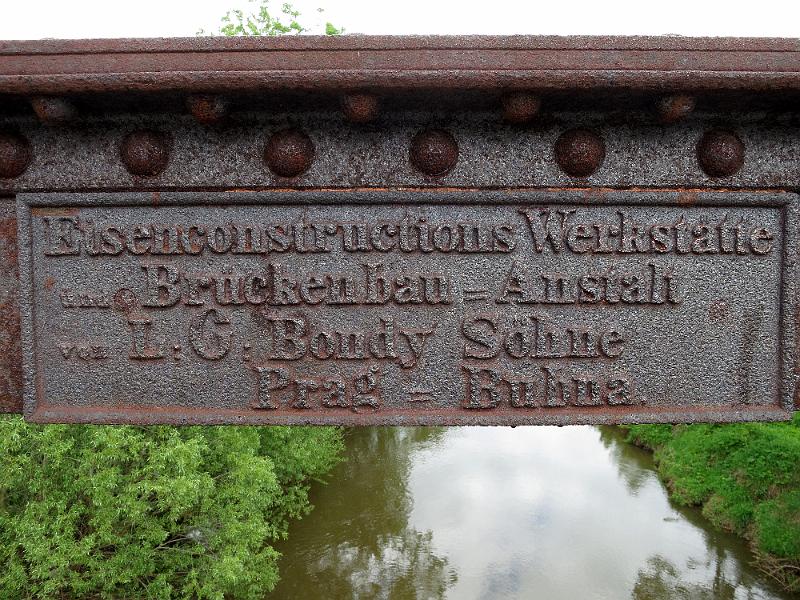 Eisenconstructions Werkstätte
und Brückenbau = Anstalt
von L: G: Bondy Söhne
Prag = Bubna.